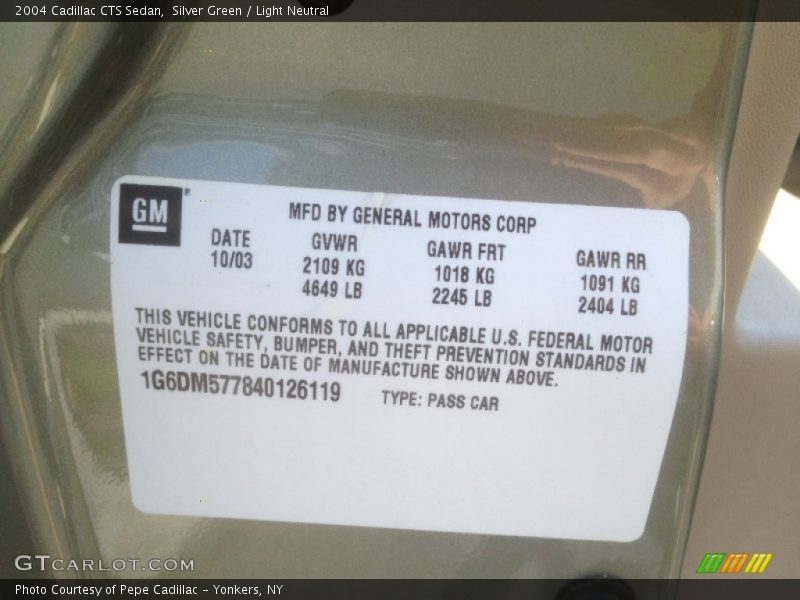 2004 Cadillac CTS Sedan,  Silver Green / Light Neutral
GM®
MFD BY GENERAL MOTORS CORP
DATE GVWR GAWR FRT GAWR RR
10/03 2109 KG 1018 KG 1091 KG
4649 LB 2245 LB 2404 LB
THIS VEHICLE CONFORMS TO ALL APPLICABLE U.S. FEDERAL MOTOR
VEHICLE SAFETY, BUMPER, AND THEFT PREVENTION STANDARDS IN
EFFECT ON THE DATE OF MANUFACTURE SHOWN ABOVE.
1G6DM577840126119 TYPE: PASS CAR
GTCARLOT.COM
Photo Courtesy of Pepe Cadillac - Yonkers, NY